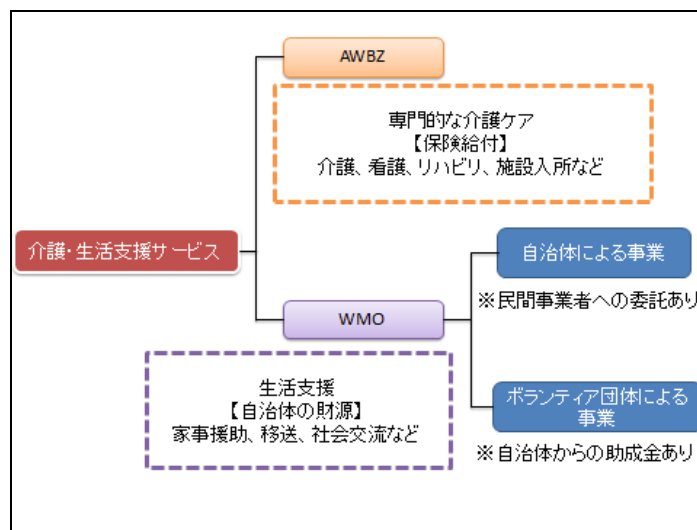 AWBZ
専門的な介護ケア
【保険給付】
介護、看護、リハビリ、施設入所など
介護・生活支援サービス
自治体による事業
※民間事業者への委託あり
WMO
生活支援
【自治体の財源】
家事援助、移送、社会交流など
ボランティア団体による
事業
※自治体からの助成金あり